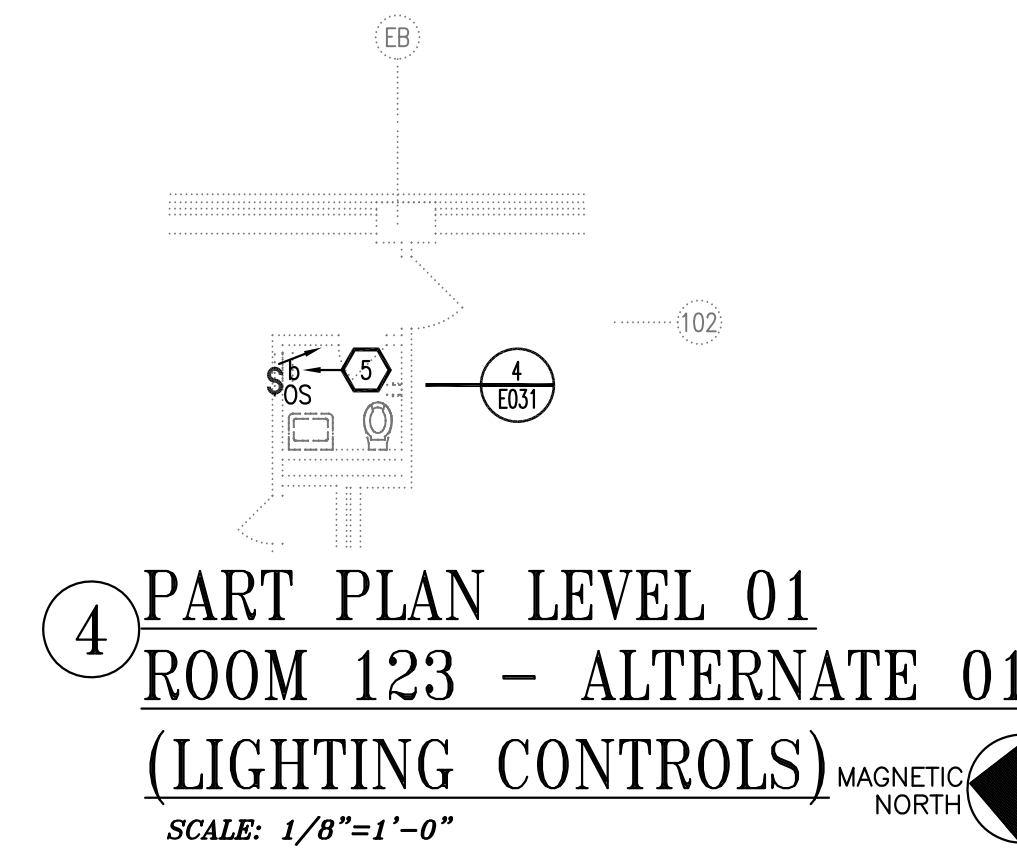 EB
102
b
5
S
OS
4
E031
4
PART PLAN LEVEL 01
ROOM 123 - ALTERNATE 01
(LIGHTING CONTROLS)
MAGNETIC
NORTH
SCALE: 1/8"=1'-0"